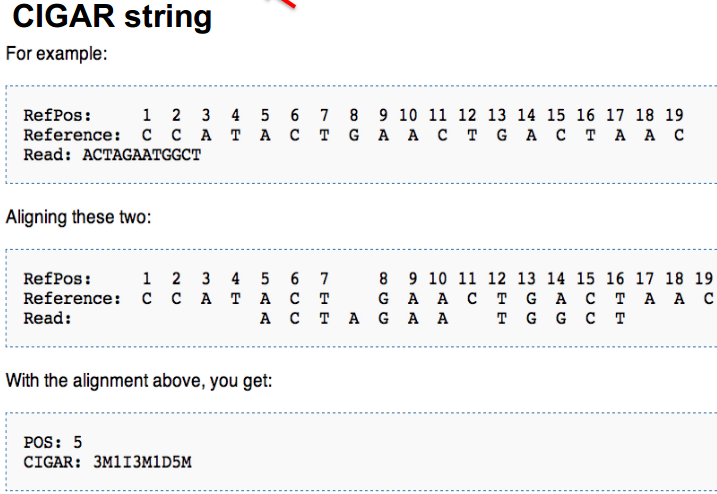 CIGAR string
For example:
RefPos:     1  2  3  4  5  6  7  8  9 10 11 12 13 14 15 16 17 18 19
Reference:  C  C  A  T  A  C  T  G  A  A  C  T  G  A  C  T  A  A  C
Read: ACTAGAATGGCT
Aligning these two:
RefPos:     1  2  3  4  5  6  7     8  9 10 11 12 13 14 15 16 17 18 19
Reference:  C  C  A  T  A  C  T     G  A  A  C  T  G  A  C  T  A  A  C
Read:                   A  C  T  A  G  A  A     T  G  G  C  T
With the alignment above, you get:
POS: 5
CIGAR: 3M1I3M1D5M